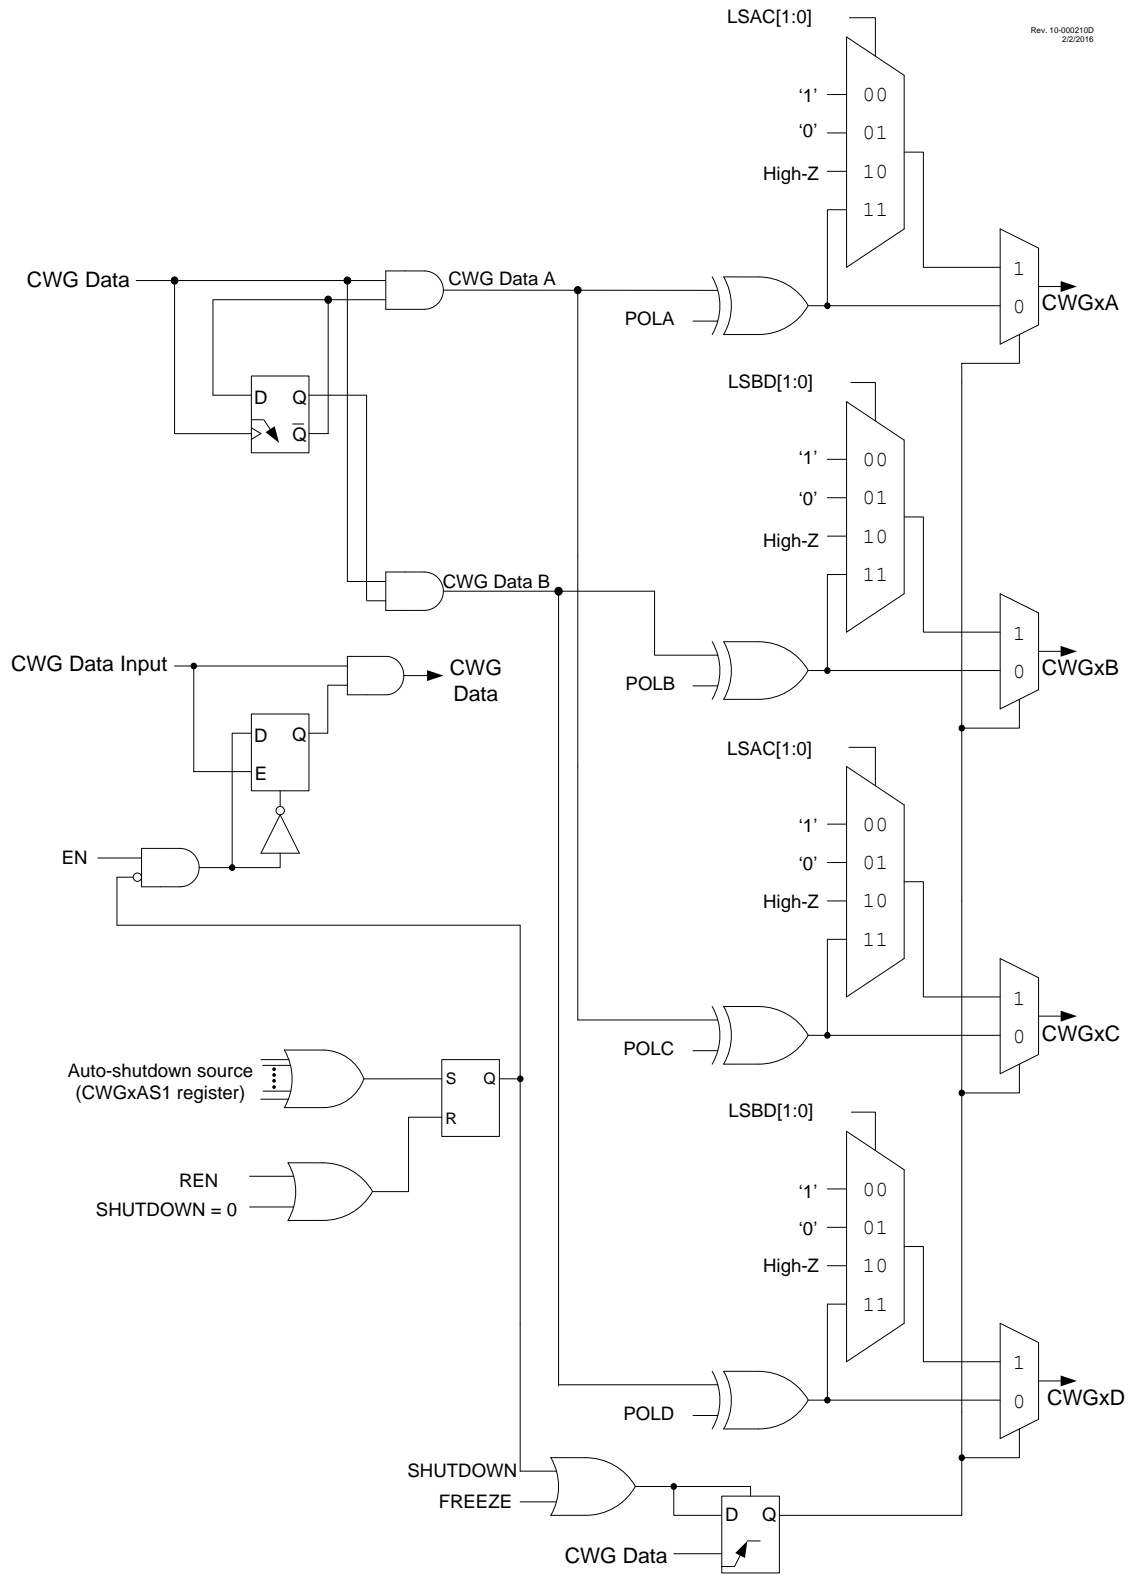 LSAC[1:0]
Rev. 10-000210D
2/2/2016
‘1’
00
‘0’
01
High-Z
10
11
CWG Data
CWG Data A
POLA
1
0
CWGxA
D
Q
Q
LSBD[1:0]
‘1’
00
‘0’
01
High-Z
10
11
CWG Data B
POLB
1
0
CWGxB
CWG Data Input
CWG
Data
D
Q
E
EN
LSAC[1:0]
‘1’
00
‘0’
01
High-Z
10
11
POLC
1
0
CWGxC
Auto-shutdown source
(CWGxAS1 register)
S
Q
R
REN
SHUTDOWN = 0
LSBD[1:0]
‘1’
00
‘0’
01
High-Z
10
11
POLD
1
0
CWGxD
SHUTDOWN
FREEZE
D
Q
CWG Data